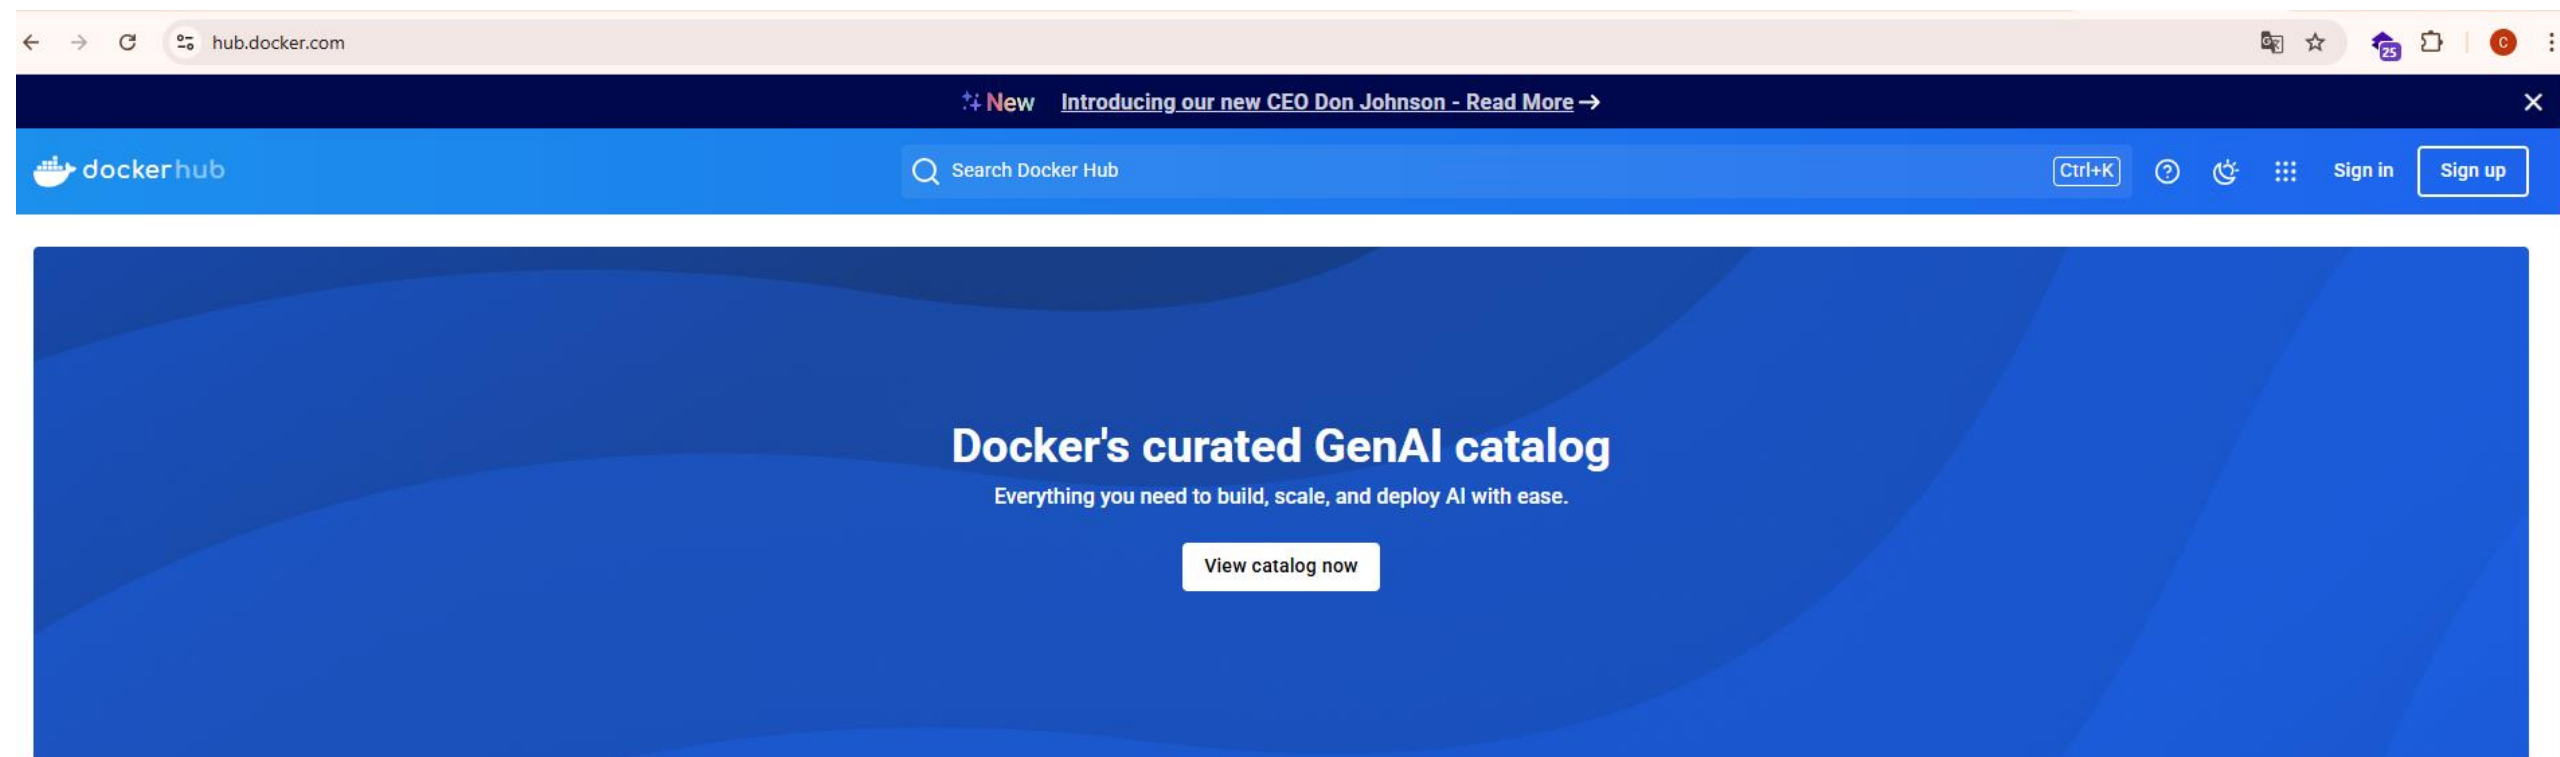 hub.docker.com
25
C
New Introducing our new CEO Don Johnson - Read More →
dockerhub
Search Docker Hub
Ctrl+K
Sign in
Sign up
Docker's curated GenAI catalog
Everything you need to build, scale, and deploy AI with ease.
View catalog now